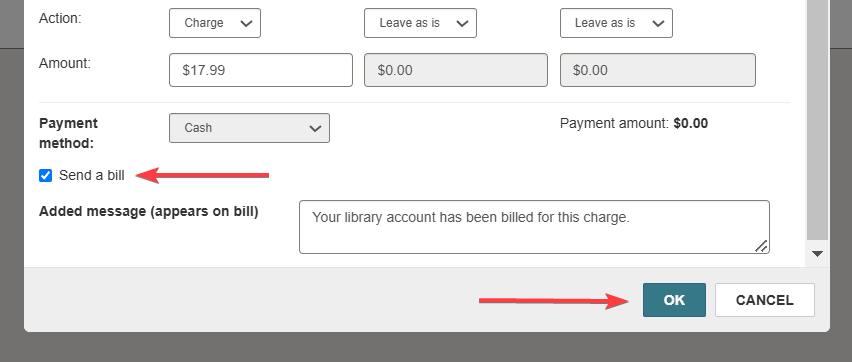 Action: Charge Leave as is Leave as is
Amount: $17.99 $0.00 $0.00
Payment
method: Cash Payment amount: $0.00
Send a bill
Added message (appears on bill) Your library account has been billed for this charge.
OK CANCEL